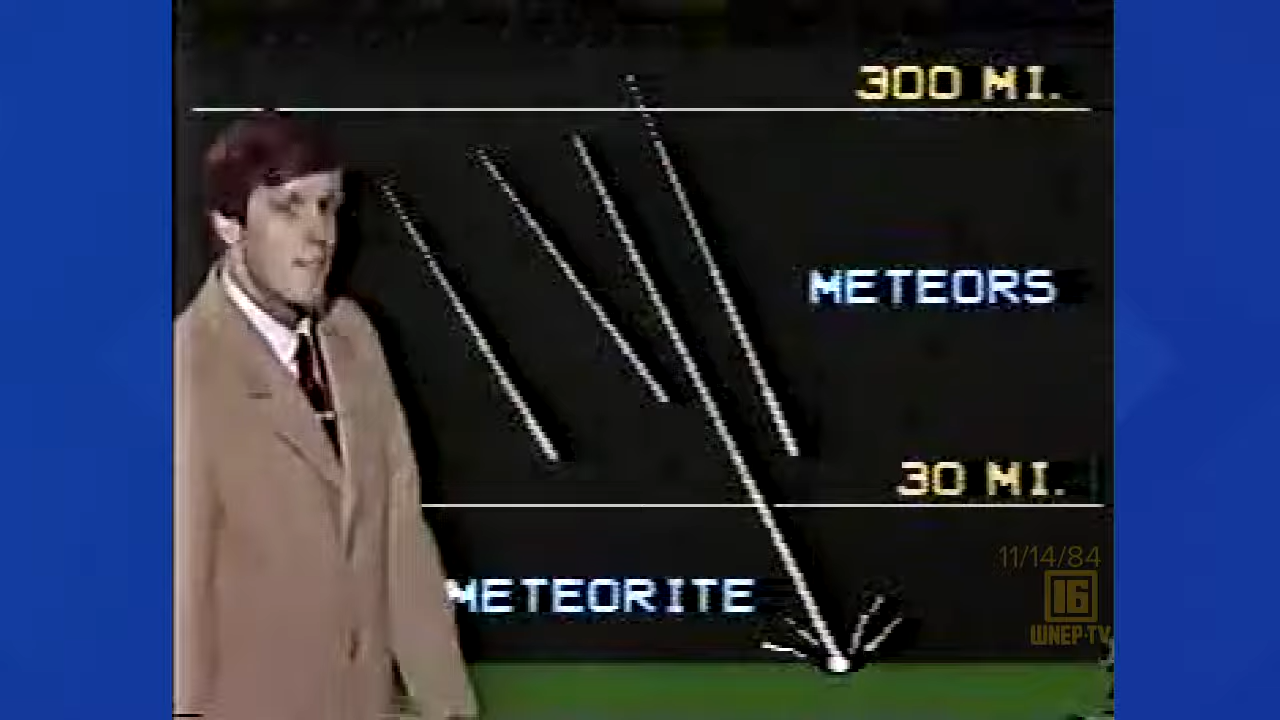 300 MI.
METEORS
30 MI.
11/14/84
METEORITE
16
WNEP-TV